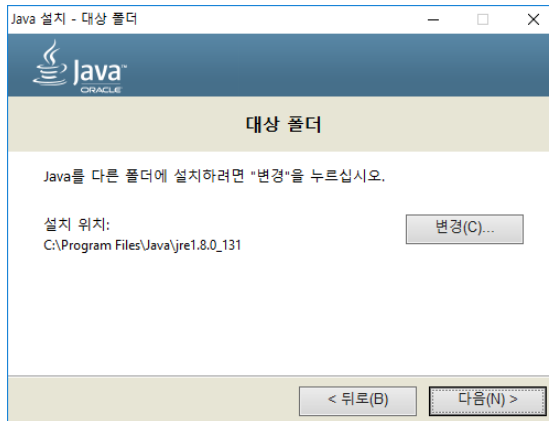 Java 설치 - 대상 폴더
Java™
ORACLE
대상 폴더
Java를 다른 폴더에 설치하려면 "변경"을 누르십시오.
설치 위치:
C:\Program Files\Java\jre1.8.0_131
변경(C)...
< 뒤로(B)
다음(N) >